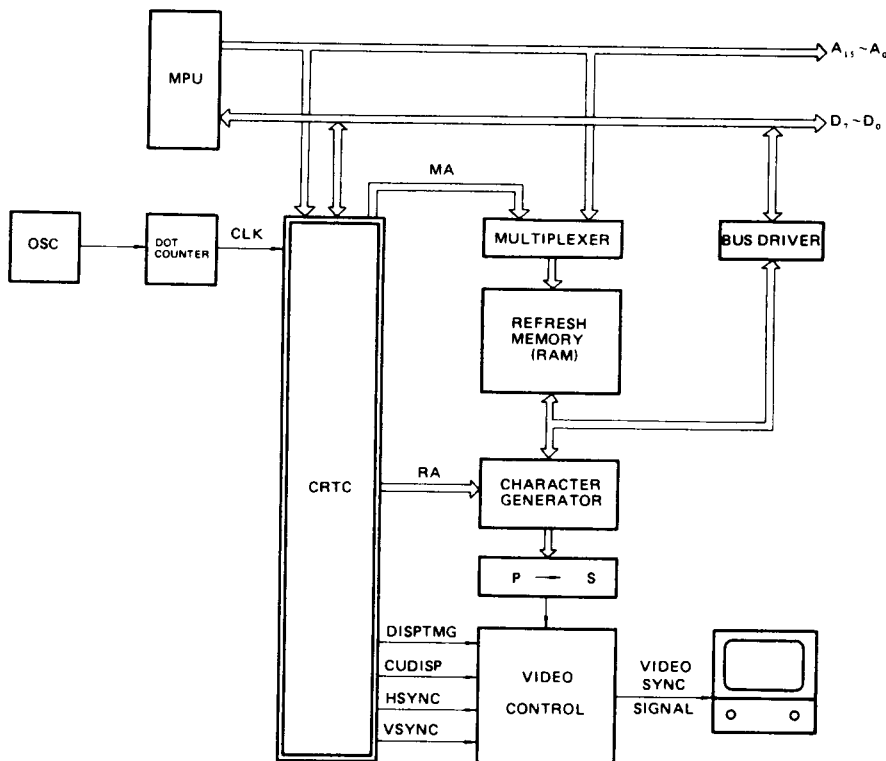 MPU
A₁₅ ~ A₀
D₇ ~ D₀
MA
OSC
DOT
COUNTER
CLK
MULTIPLEXER
BUS DRIVER
REFRESH
MEMORY
(RAM)
CRTC
RA
CHARACTER
GENERATOR
P → S
DISPTMG
CUDISP
HSYNC
VSYNC
VIDEO
CONTROL
VIDEO
SYNC
SIGNAL